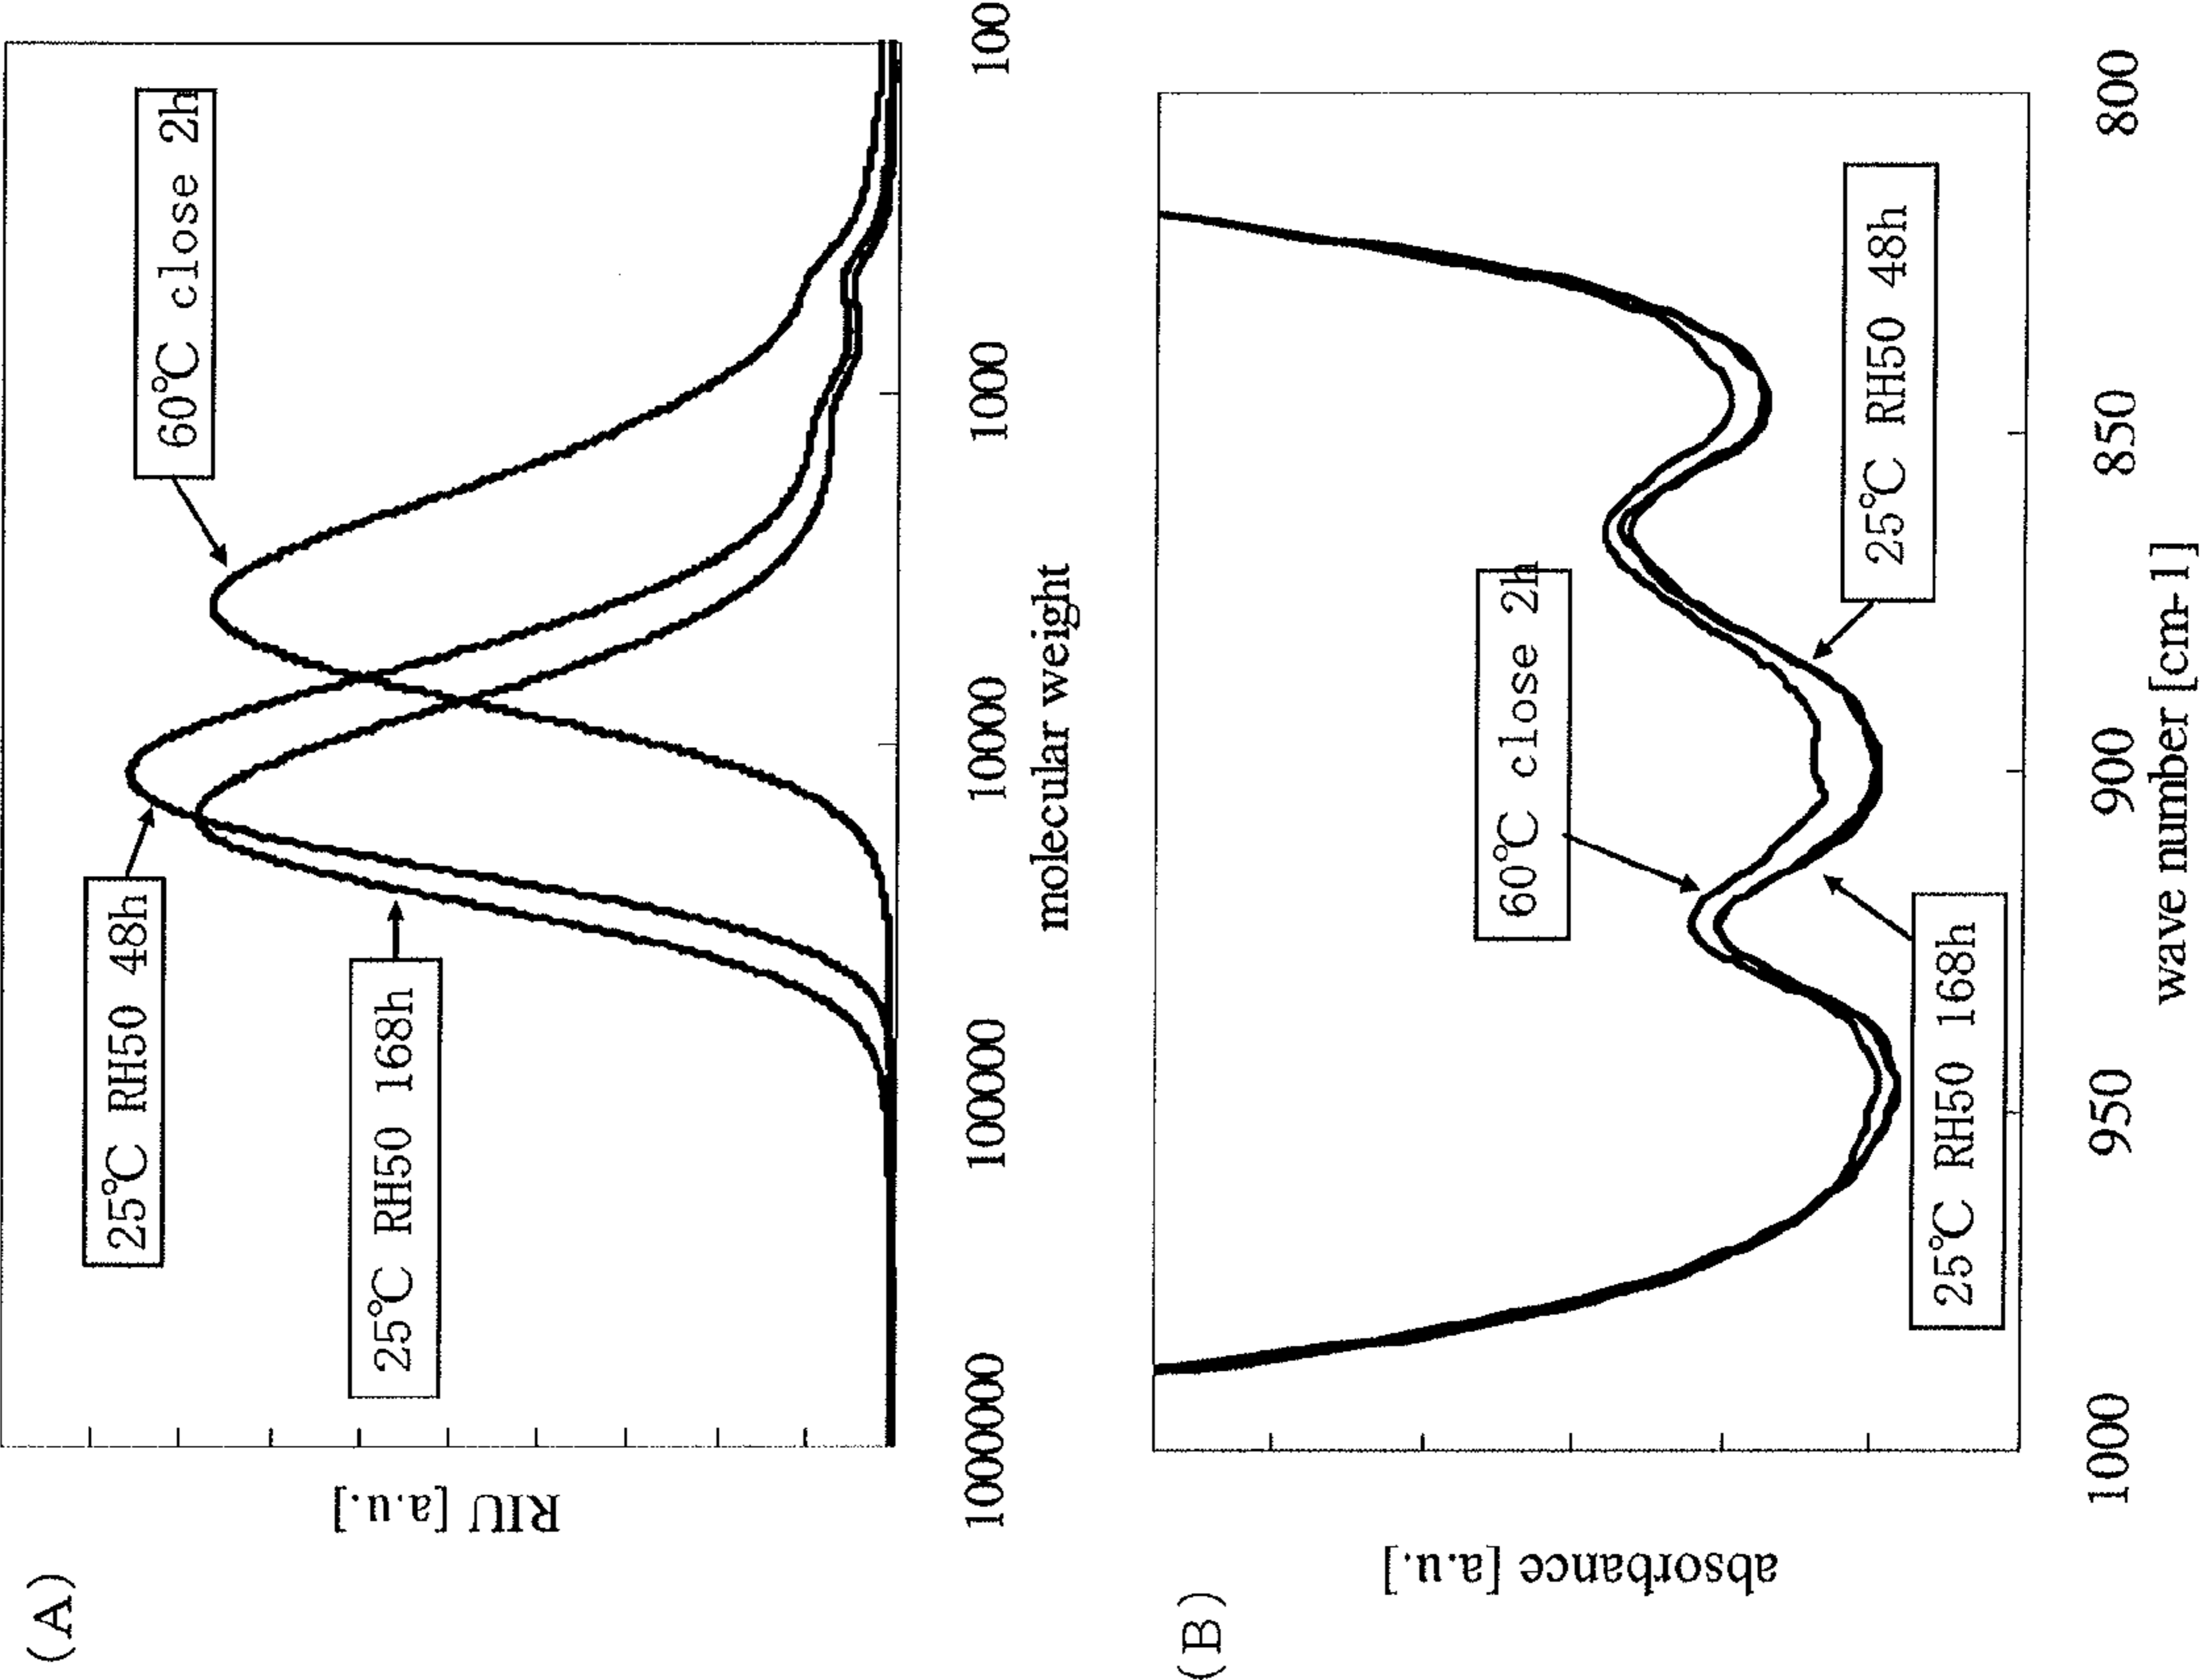 (A)
60℃ close 2h
25℃ RH50 48h
25℃ RH50 168h
RIU [a.u.]
1000000 100000 10000 1000 100
molecular weight
(B)
60℃ close 2h
25℃ RH50 48h
25℃ RH50 168h
absorbance [a.u.]
1000 950 900 850 800
wave number [cm-1]